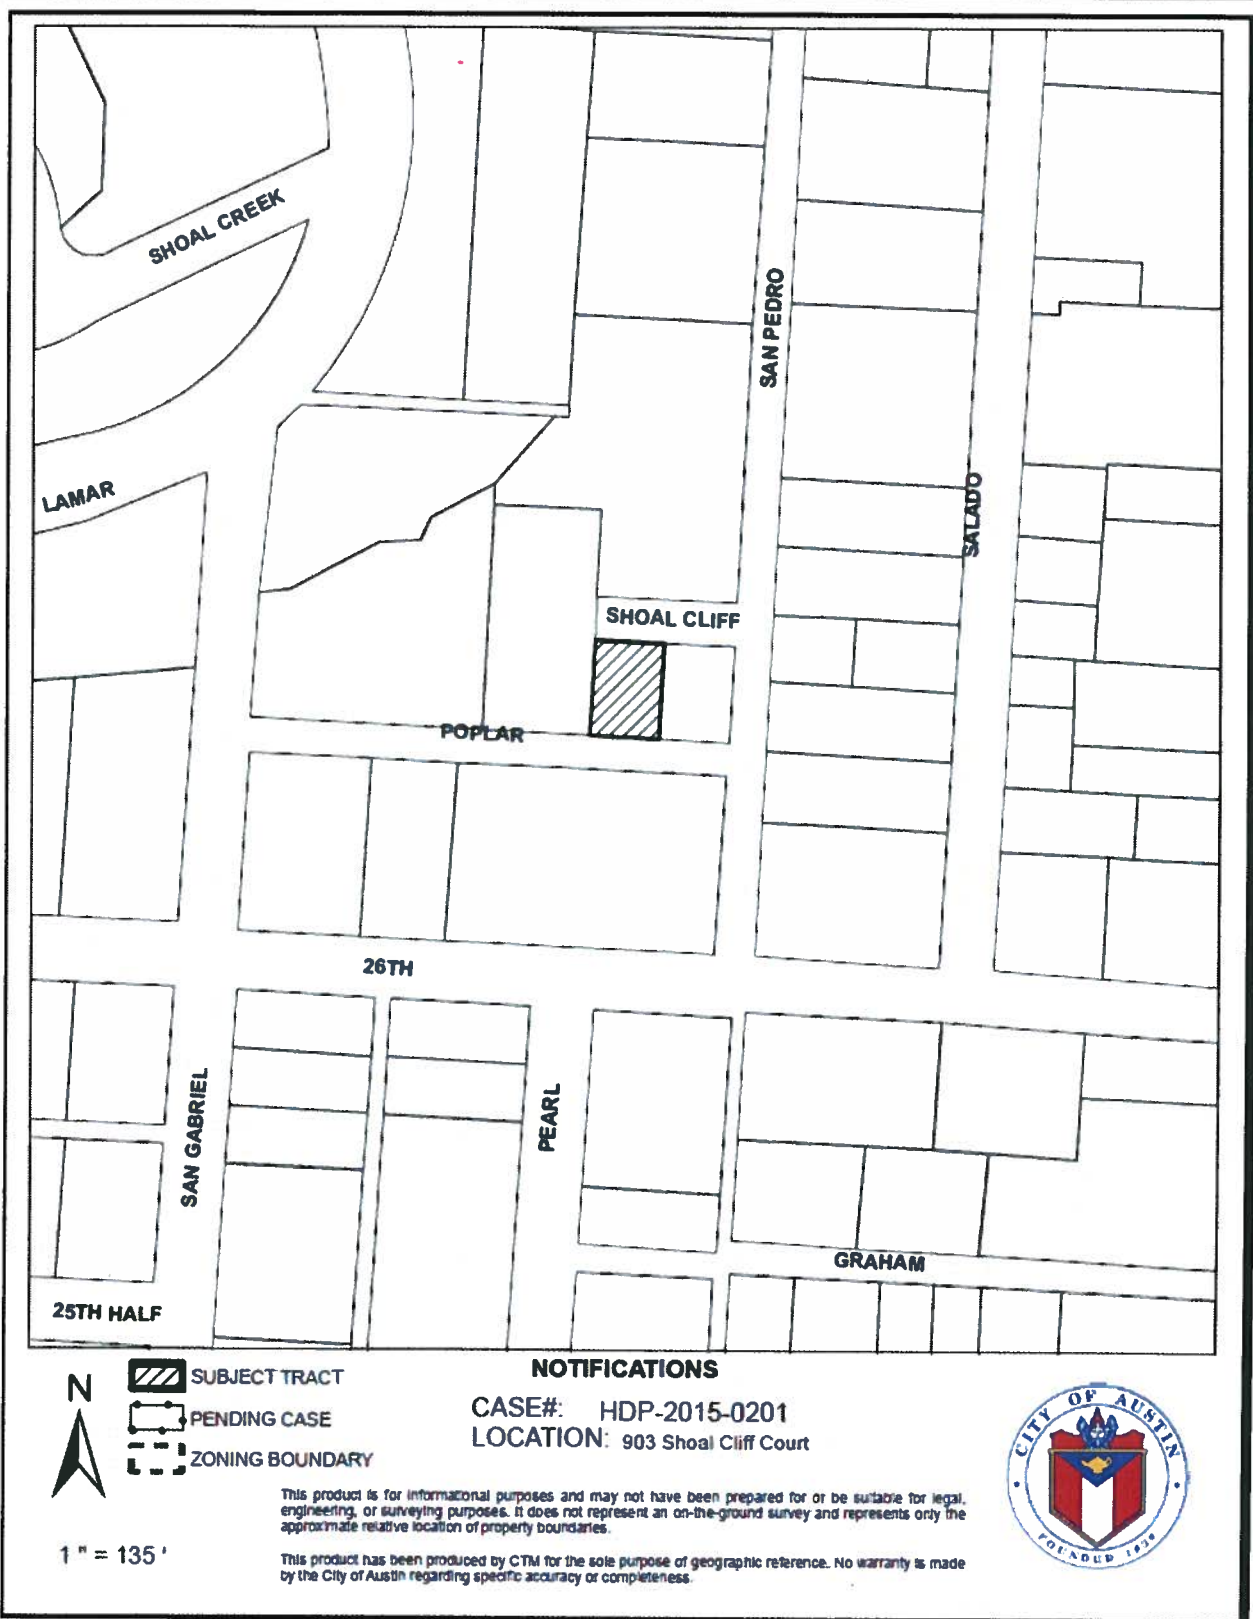 SHOAL CREEK
SAN PEDRO
LAMAR
SALADO
SHOAL CLIFF
POPLAR
26TH
SAN GABRIEL
PEARL
GRAHAM
25TH HALF
NOTIFICATIONS
N
SUBJECT TRACT
PENDING CASE
ZONING BOUNDARY
CASE#: HDP-2015-0201
LOCATION: 903 Shoal Cliff Court
This product is for informational purposes and may not have been prepared for or be suitable for legal,
engineering, or surveying purposes. It does not represent an on-the-ground survey and represents only the
approximate relative location of property boundaries.
1 " = 135 '
This product has been produced by CTM for the sole purpose of geographic reference. No warranty is made
by the City of Austin regarding specific accuracy or completeness.
CITY OF AUSTIN
FOUNDED 1839